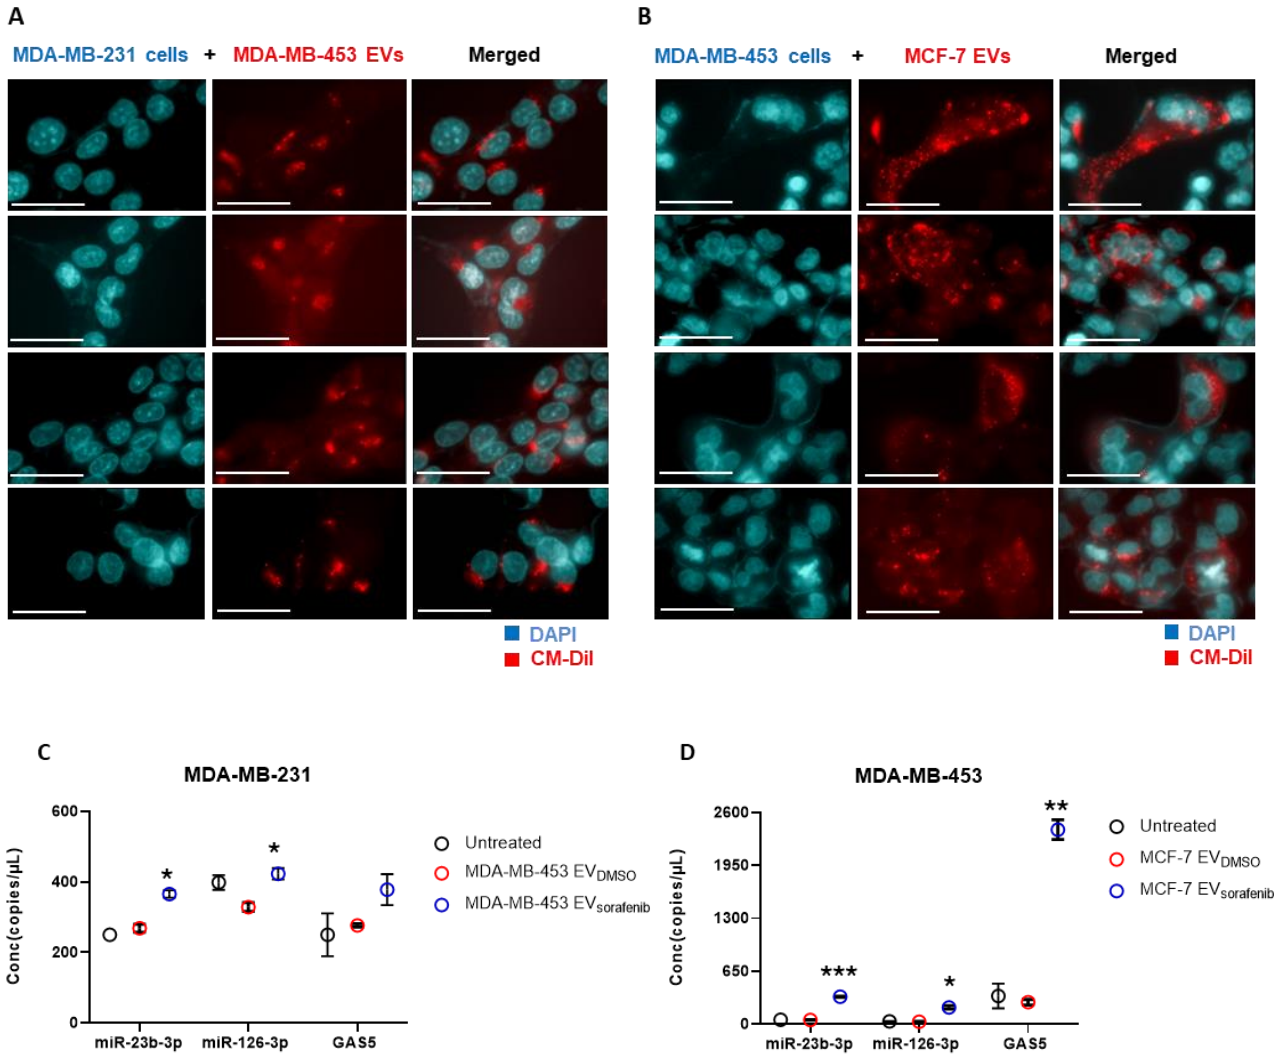 A
MDA-MB-231 cells + MDA-MB-453 EVs Merged
DAPI
CM-Dil
B
MDA-MB-453 cells + MCF-7 EVs Merged
DAPI
CM-Dil
C
MDA-MB-231
Conc(copies/µL)
600
400
200
0
*
*
miR-23b-3p miR-126-3p GAS5
Untreated
MDA-MB-453 EVDMSO
MDA-MB-453 EVsorafenib
D
MDA-MB-453
Conc(copies/µL)
2600
1950
1300
650
0
***
*
**
miR-23b-3p miR-126-3p GAS5
Untreated
MCF-7 EVDMSO
MCF-7 EVsorafenib